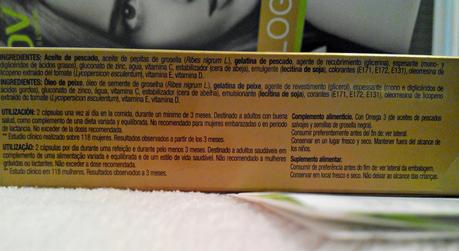 OV
LOG
INGREDIENTES: Aceite de pescado, aceite de pepitas de grosella (Ribes nigrum L.), gelatina de pescado, agente de recubrimiento (glicerina), espesante (mono- y
diglicéridos de ácidos grasos), gluconato de zinc, agua, vitamina C, estabilizador (cera de abeja), emulgente (lecitina de soja), colorantes (E171, E172, E131), oleorresina de
licopeno extraído del tomate (Lycopersicon esculentum), vitamina E, vitamina D.
INGREDIENTES: Óleo de peixe, óleo de semente de grosella (Ribes nigrum L.), gelatina de peixe, agente de revestimento (glicerol), espessante (mono e diglicéridos de
ácidos gordos), gluconato de zinco, água, vitamina C, estabilizante (cera de abelha), emulsionante (lecitina de soja), colorantes (E171, E172, E131), oleorresina de licopeno
extraído do tomate (Lycopersicon esculentum), vitamina E, vitamina D.
UTILIZACIÓN: 2 cápsulas a la vez al día en la comida, durante un mínimo de 3 meses. Destinado a adultos con buena
salud, como complemento de una dieta variada y equilibrada. No recomendado para mujeres embarazadas o en periodo
de lactancia. No exceder de la dosis recomendada.
** Estudio clínico realizado sobre 118 mujeres. Resultados observados a partir de los 3 meses.
UTILIZAÇÃO: 2 cápsulas por dia durante uma refeição e durante pelo menos 3 meses. Destinado a adultos saudáveis em
complemento de uma alimentação variada e equilibrada e de um estilo de vida saudável. Não recomendado a mulheres
grávidas ou lactantes. Não exceder a dose recomendada.
** Estudo clínico em 118 mulheres. Resultados observados após 3 meses.
Complemento alimenticio. Con Omega 3 (de aceites de pescados
salvajes y semillas de grosella negra).
Consumir preferentemente antes del fin de: ver lateral.
Conservar en un lugar fresco y seco. Mantener fuera del alcance de
los niños.
Suplemento alimentar.
Consumir de preferência antes do fim de: ver lateral da embalagem.
Conservar em local fresco e seco. Não deixar ao alcance das crianças.